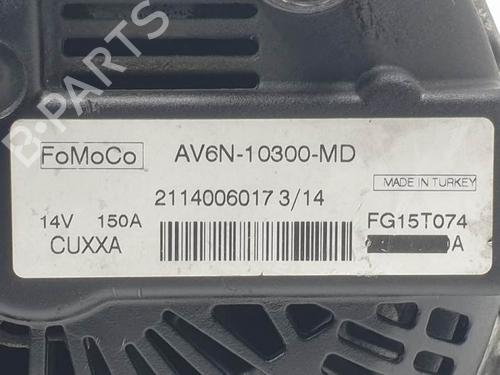 B-PARTS
FoMoCo
AV6N-10300-MD
MADE IN TURKEY
2114006017 3/14
14V 150A
FG15T074
CUXXA
A